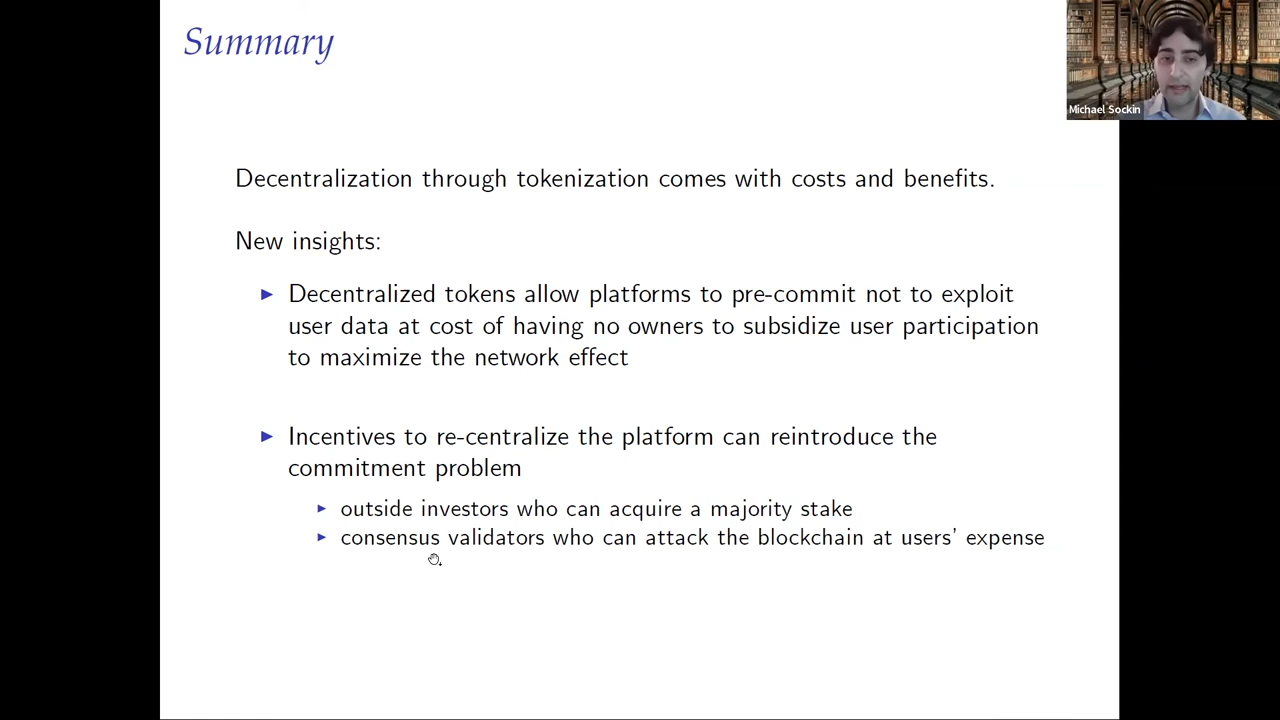 Summary
Michael Sockin
Decentralization through tokenization comes with costs and benefits.
New insights:
▶ Decentralized tokens allow platforms to pre-commit not to exploit
user data at cost of having no owners to subsidize user participation
to maximize the network effect
▶ Incentives to re-centralize the platform can reintroduce the
commitment problem
▶ outside investors who can acquire a majority stake
▶ consensus validators who can attack the blockchain at users' expense